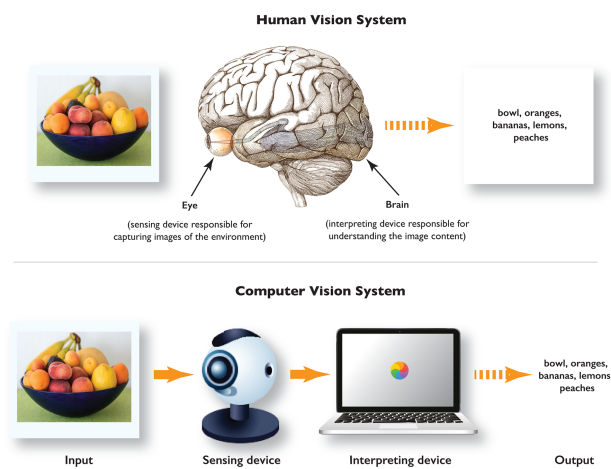 Human Vision System
bowl, oranges,
bananas, lemons,
peaches
Eye
(sensing device responsible for
capturing images of the environment)
Brain
(interpreting device responsible for
understanding the image content)
Computer Vision System
bowl, oranges,
bananas, lemons
peaches
Input
Sensing device
Interpreting device
Output